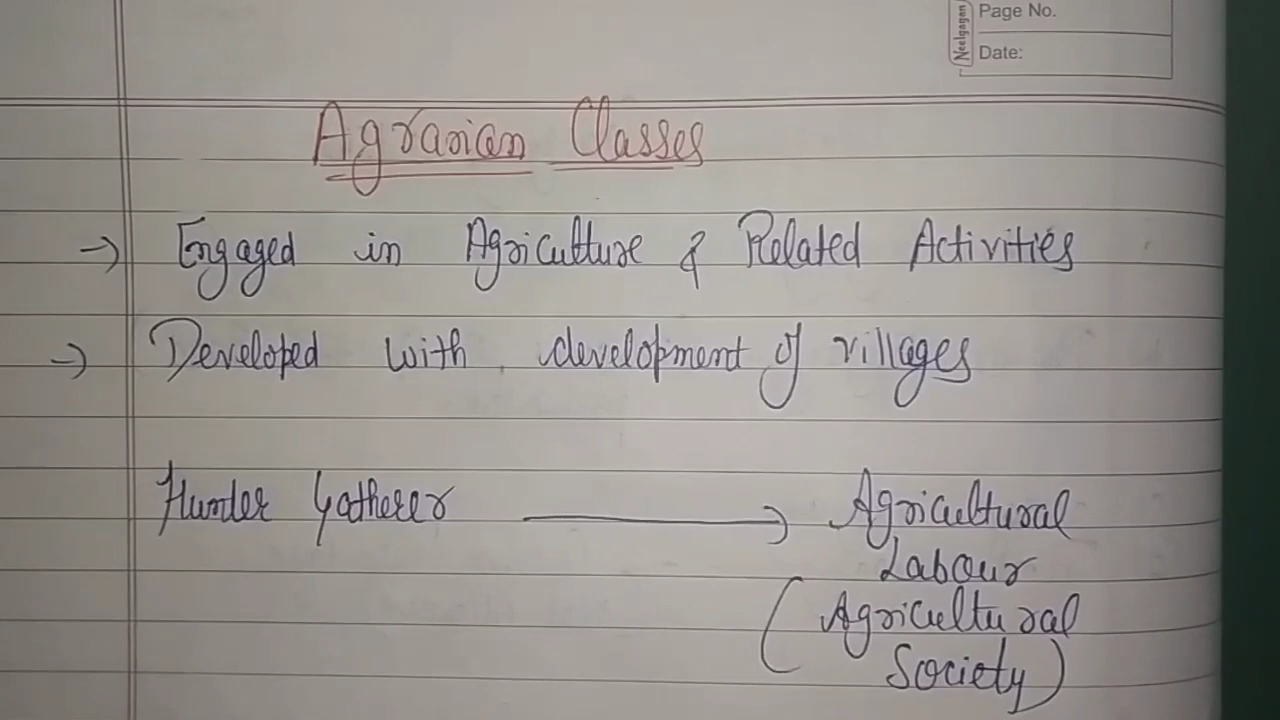 Neelgagan
Page No.
Date:
Agrarian Classes
→ Engaged in Agriculture & Related Activities
→ Developed with development of villages
Hunter Gatherer → Agricultural
Labour
(Agricultural
Society)